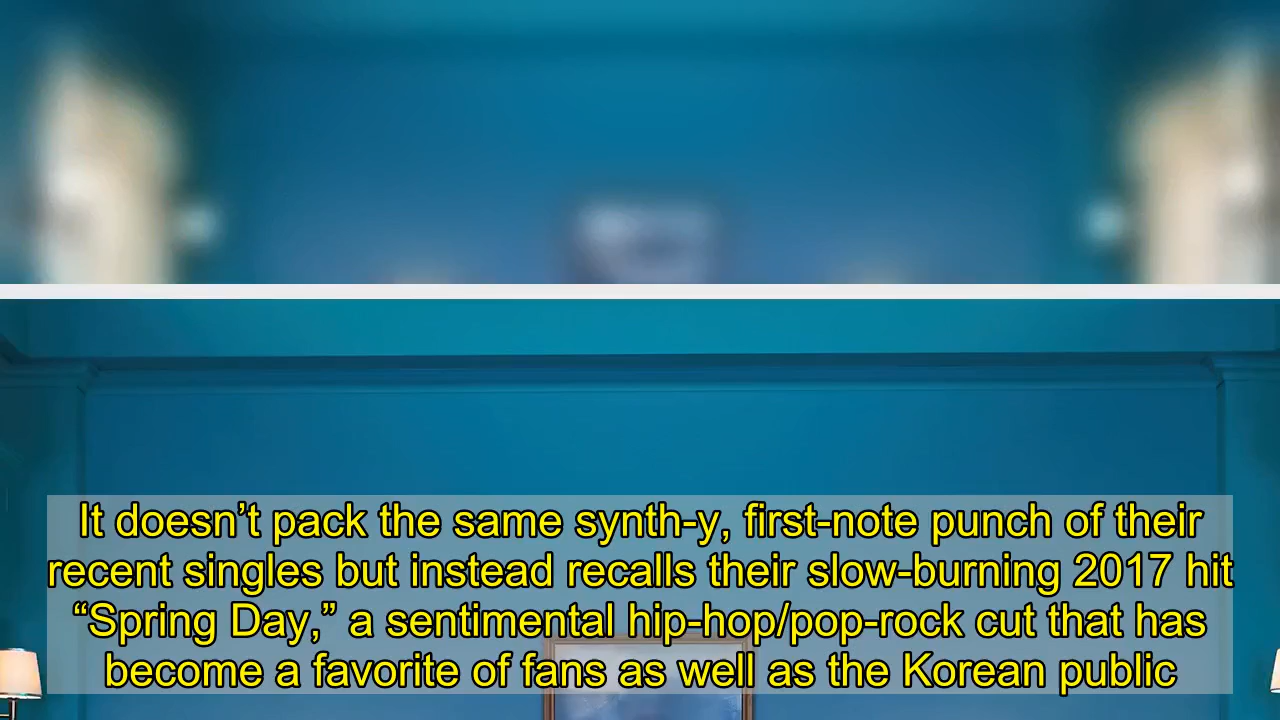 It doesn’t pack the same synth-y, first-note punch of their
recent singles but instead recalls their slow-burning 2017 hit
“Spring Day,” a sentimental hip-hop/pop-rock cut that has
become a favorite of fans as well as the Korean public